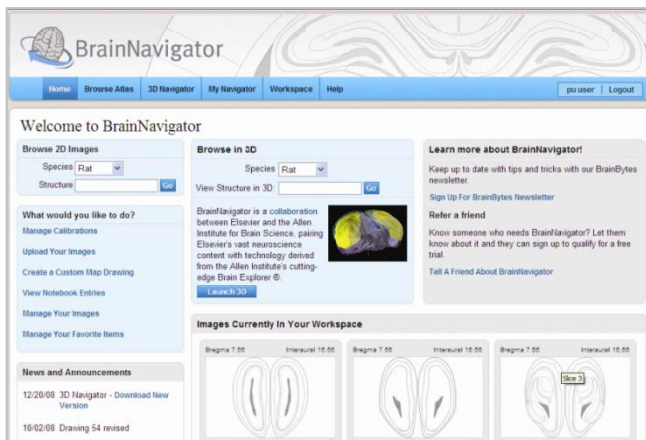 BrainNavigator
Home Browse Atlas 3D Navigator My Navigator Workspace Help
pu user Logout
Welcome to BrainNavigator
Browse 2D Images
Species Rat
Structure Go
What would you like to do?
Manage Calibrations
Upload Your Images
Create a Custom Map Drawing
View Notebook Entries
Manage Your Images
Manage Your Favorite Items
News and Announcements
12/20/08 3D Navigator - Download New
Version
10/02/08 Drawing 54 revised
Browse in 3D
Species Rat
View Structure in 3D: Go
BrainNavigator is a collaboration
between Elsevier and the Allen
Institute for Brain Science, pairing
Elsevier's vast neuroscience
content with technology derived
from the Allen Institute's cutting-
edge Brain Explorer ®.
Launch 3D
Learn more about BrainNavigator!
Keep up to date with tips and tricks with our BrainBytes
newsletter.
Sign Up For BrainBytes Newsletter
Refer a friend
Know someone who needs BrainNavigator? Let them
know about it and they can sign up to qualify for a free
trial.
Tell A Friend About BrainNavigator
Images Currently In Your Workspace
Bregma 7.56 Interaural 16.56
Bregma 7.56 Interaural 16.56
Bregma 7.56 Interaural 16.56
Slice 3